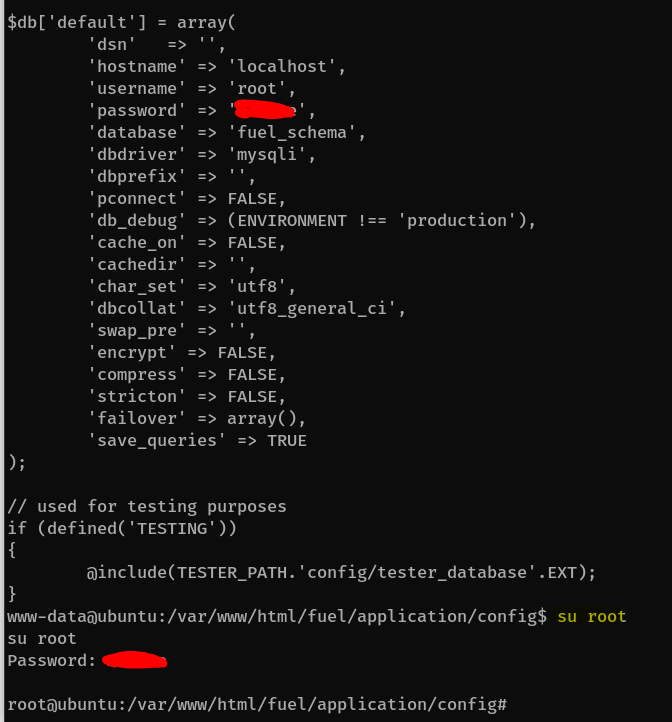 $db['default'] = array(
        'dsn'   => '',
        'hostname' => 'localhost',
        'username' => 'root',
        'password' => '',
        'database' => 'fuel_schema',
        'dbdriver' => 'mysqli',
        'dbprefix' => '',
        'pconnect' => FALSE,
        'db_debug' => (ENVIRONMENT !== 'production'),
        'cache_on' => FALSE,
        'cachedir' => '',
        'char_set' => 'utf8',
        'dbcollat' => 'utf8_general_ci',
        'swap_pre' => '',
        'encrypt' => FALSE,
        'compress' => FALSE,
        'stricton' => FALSE,
        'failover' => array(),
        'save_queries' => TRUE
);
// used for testing purposes
if (defined('TESTING'))
{
        @include(TESTER_PATH.'config/tester_database'.EXT);
}
www-data@ubuntu:/var/www/html/fuel/application/config$ su root
su root
Password:
root@ubuntu:/var/www/html/fuel/application/config#